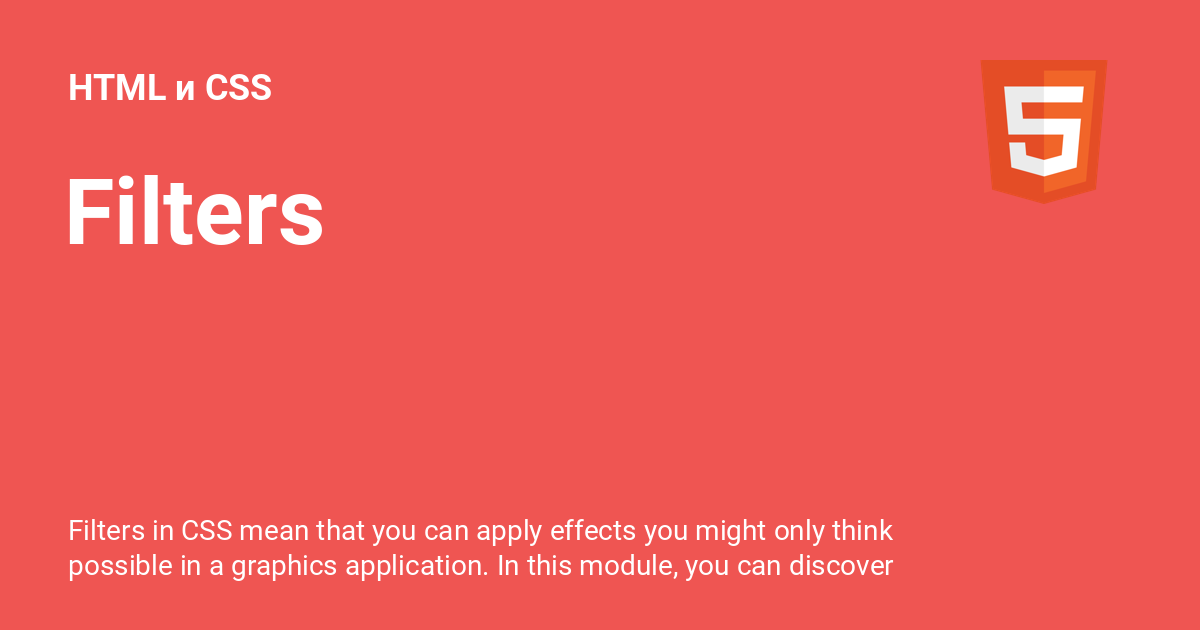 HTML и CSS
Filters
Filters in CSS mean that you can apply effects you might only think
possible in a graphics application. In this module, you can discover